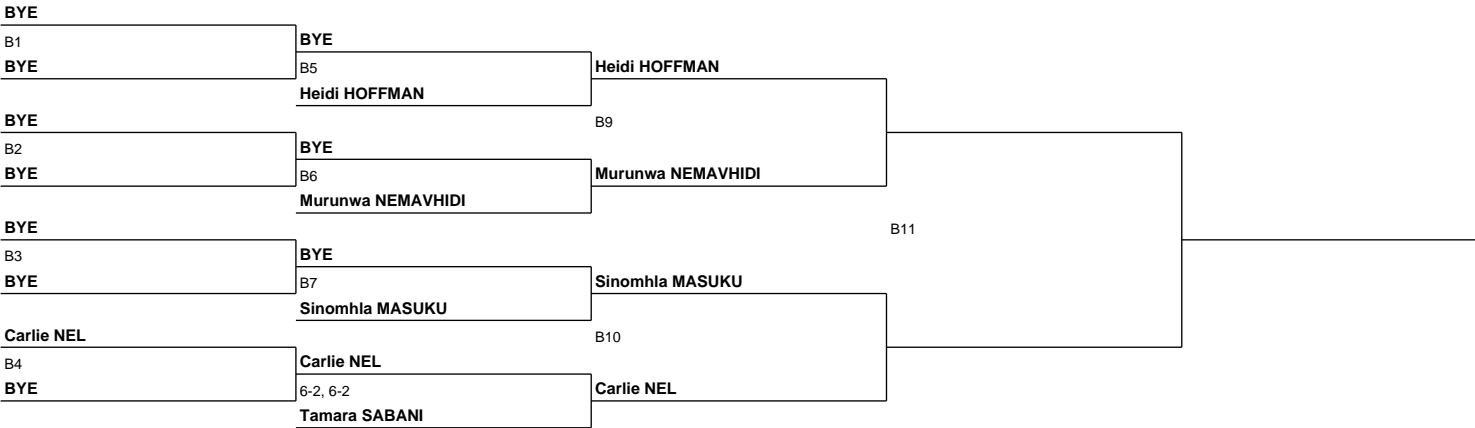 BYE
B1
BYE
BYE
B5
Heidi HOFFMAN
Heidi HOFFMAN
B9
BYE
B2
BYE
BYE
B6
Murunwa NEMAVHIDI
Murunwa NEMAVHIDI
B11
BYE
B3
BYE
BYE
B7
Sinomhla MASUKU
Sinomhla MASUKU
B10
Carlie NEL
B4
BYE
Carlie NEL
6-2, 6-2
Tamara SABANI
Carlie NEL